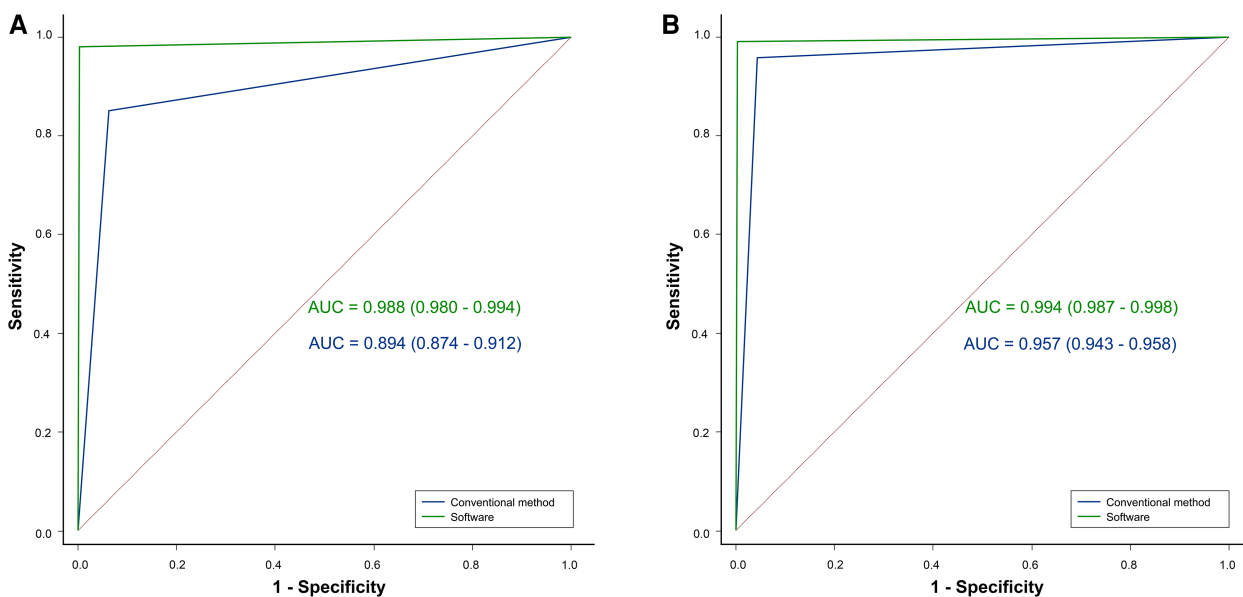 A
1.0
0.8
0.6
0.4
0.2
0.0
Sensitivity
AUC = 0.988 (0.980 - 0.994)
AUC = 0.894 (0.874 - 0.912)
Conventional method
Software
0.0 0.2 0.4 0.6 0.8 1.0
1 - Specificity
B
1.0
0.8
0.6
0.4
0.2
0.0
Sensitivity
AUC = 0.994 (0.987 - 0.998)
AUC = 0.957 (0.943 - 0.958)
Conventional method
Software
0.0 0.2 0.4 0.6 0.8 1.0
1 - Specificity